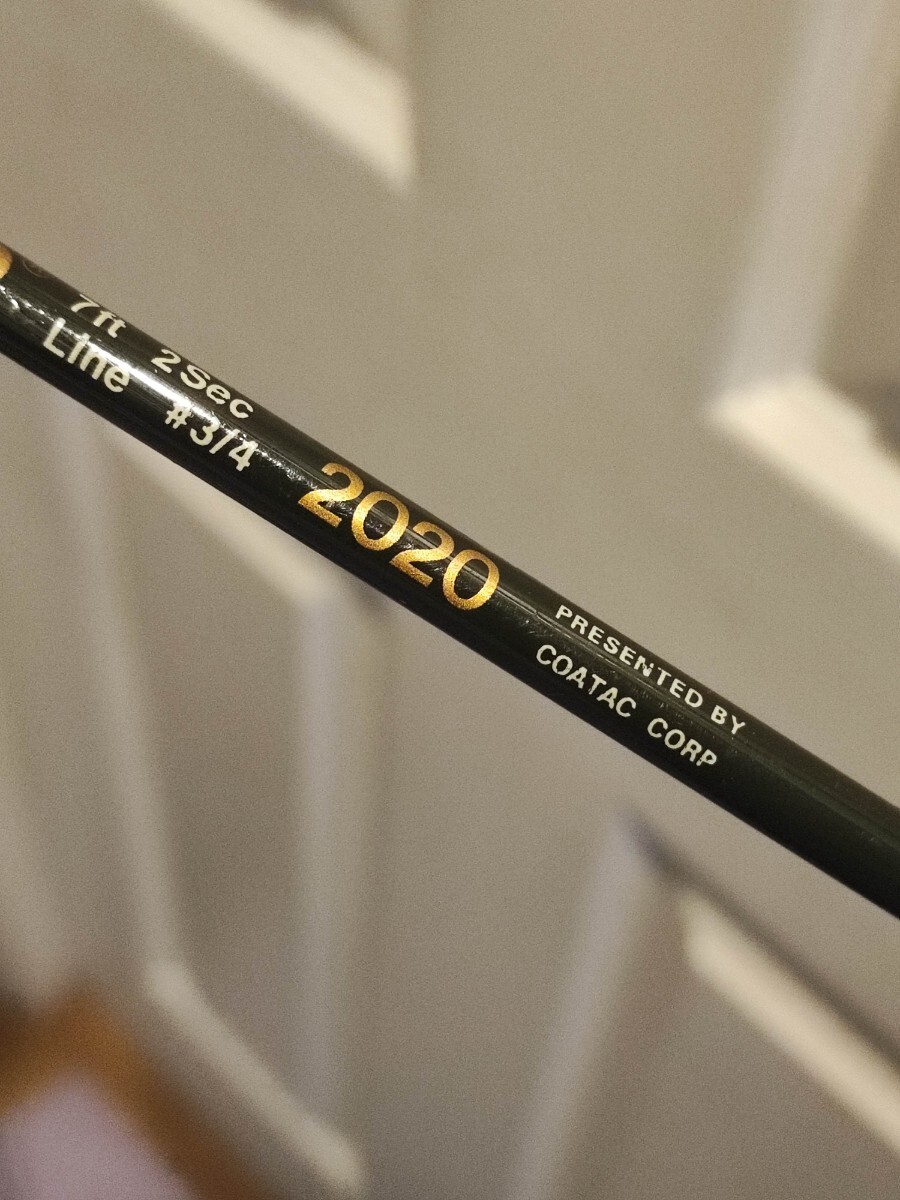 7ft 2Sec
Line #3/4
2020
PRESENTED BY
COATAC CORP